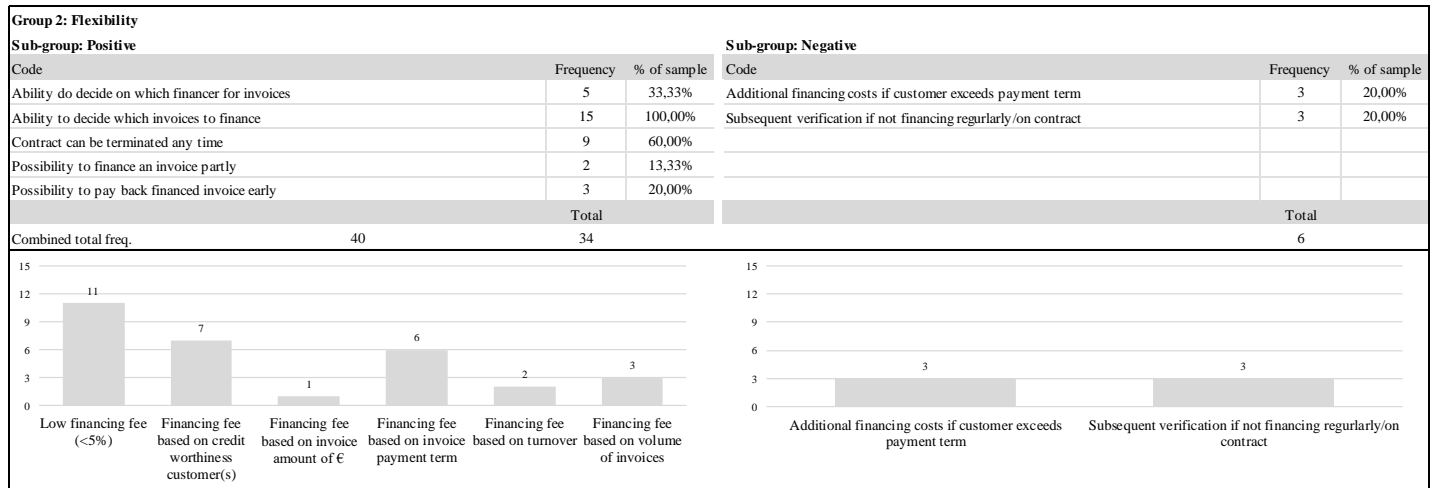 Group 2: Flexibility
Sub-group: Positive
Code Frequency % of sample
Ability do decide on which financer for invoices 5 33,33%
Ability to decide which invoices to finance 15 100,00%
Contract can be terminated any time 9 60,00%
Possibility to finance an invoice partly 2 13,33%
Possibility to pay back financed invoice early 3 20,00%
Total
Combined total freq. 40 34
Sub-group: Negative
Code Frequency % of sample
Additional financing costs if customer exceeds payment term 3 20,00%
Subsequent verification if not financing regurlarly/on contract 3 20,00%
Total
6
15
12
9
6
3
0
11
7
1
6
2
3
Low financing fee
(<5%)
Financing fee
based on credit
worthiness
customer(s)
Financing fee
based on invoice
amount of €
Financing fee
based on invoice
payment term
Financing fee
based on turnover
Financing fee
based on volume
of invoices
15
12
9
6
3
0
3
3
Additional financing costs if customer exceeds
payment term
Subsequent verification if not financing regurlarly/on
contract